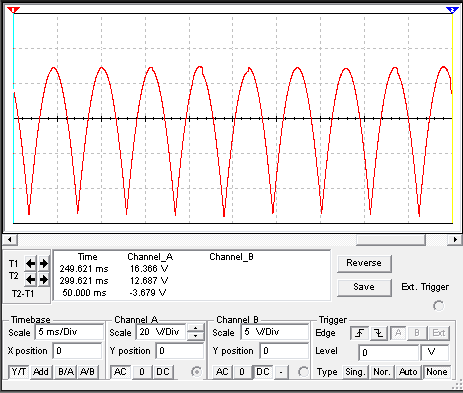 1 2
Time Channel_A Channel_B
T1 249.621 ms 16.366 V
T2 299.621 ms 12.687 V
T2-T1 50.000 ms -3.679 V
Reverse
Save
Ext. Trigger
Timebase
Scale 5 ms/Div
X position 0
Y/T Add B/A A/B
Channel A
Scale 20 V/Div
Y position 0
AC 0 DC
Channel B
Scale 5 V/Div
Y position 0
AC 0 DC -
Trigger
Edge A B Ext
Level 0 V
Type Sing. Nor. Auto None